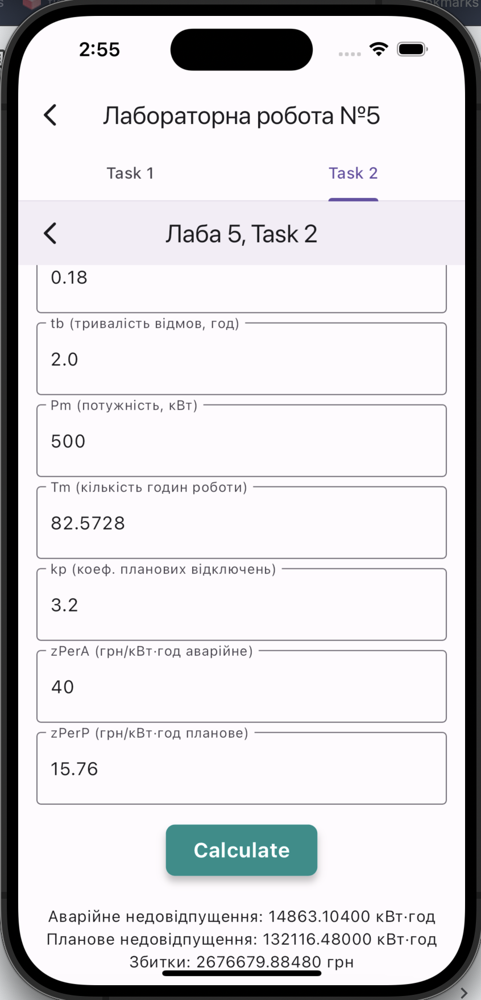 2:55
Лабораторна робота №5
Task 1
Task 2
Лаба 5, Task 2
0.18
tb (тривалість відмов, год)
2.0
Pm (потужність, кВт)
500
Tm (кількість годин роботи)
82.5728
kp (коеф. планових відключень)
3.2
zPerA (грн/кВт·год аварійне)
40
zPerP (грн/кВт·год планове)
15.76
Calculate
Аварійне недовідпущення: 14863.10400 кВт·год
Планове недовідпущення: 132116.48000 кВт·год
Збитки: 2676679.88480 грн